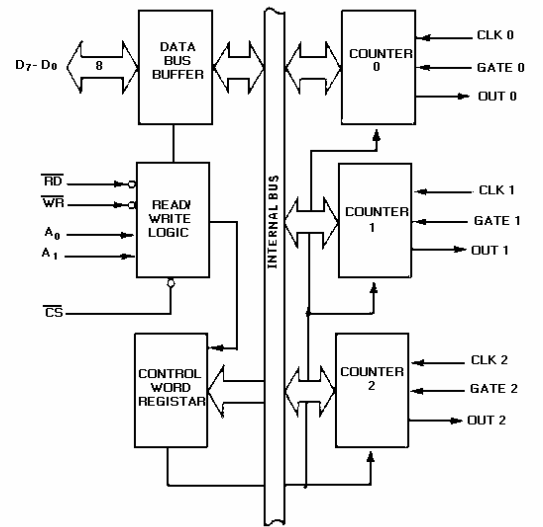 D7-D0
8
DATA
BUS
BUFFER
COUNTER
0
CLK 0
GATE 0
OUT 0
RD
WR
A0
A1
CS
READ/
WRITE
LOGIC
INTERNAL BUS
COUNTER
1
CLK 1
GATE 1
OUT 1
CONTROL
WORD
REGISTAR
COUNTER
2
CLK 2
GATE 2
OUT 2